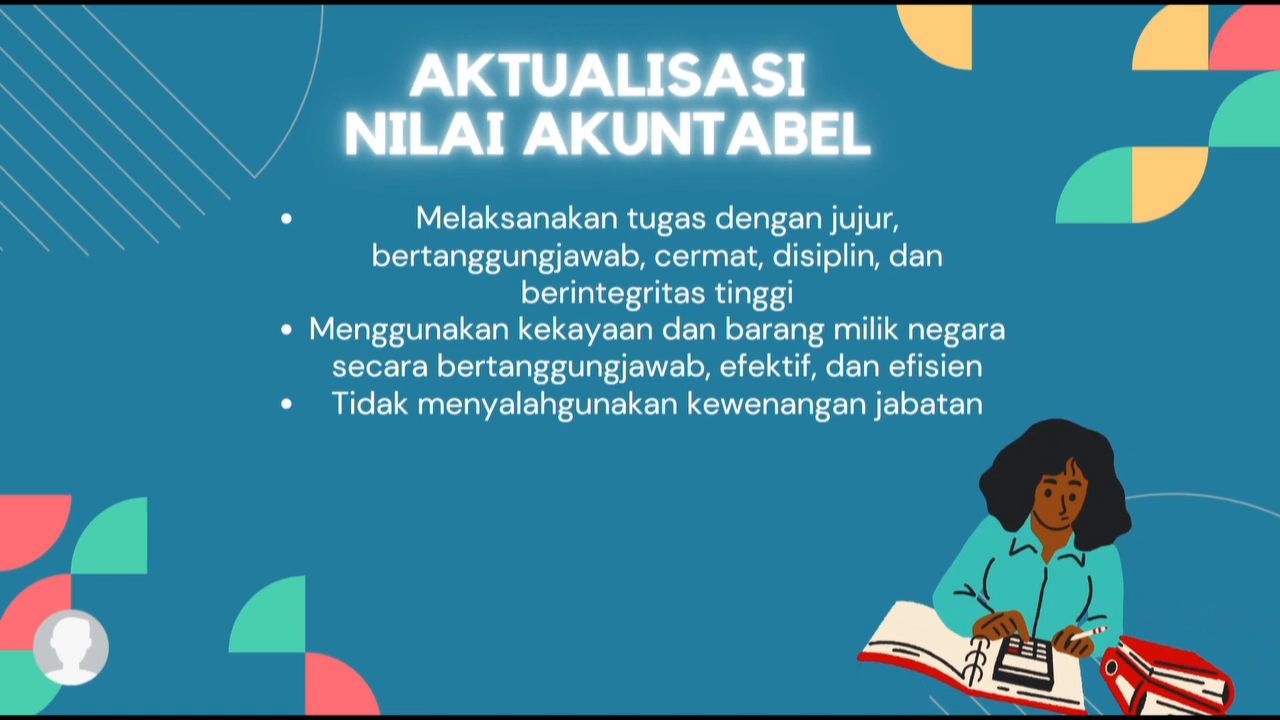 AKTUALISASI
NILAI AKUNTABEL
• Melaksanakan tugas dengan jujur,
bertanggungjawab, cermat, disiplin, dan
berintegritas tinggi
• Menggunakan kekayaan dan barang milik negara
secara bertanggungjawab, efektif, dan efisien
• Tidak menyalahgunakan kewenangan jabatan